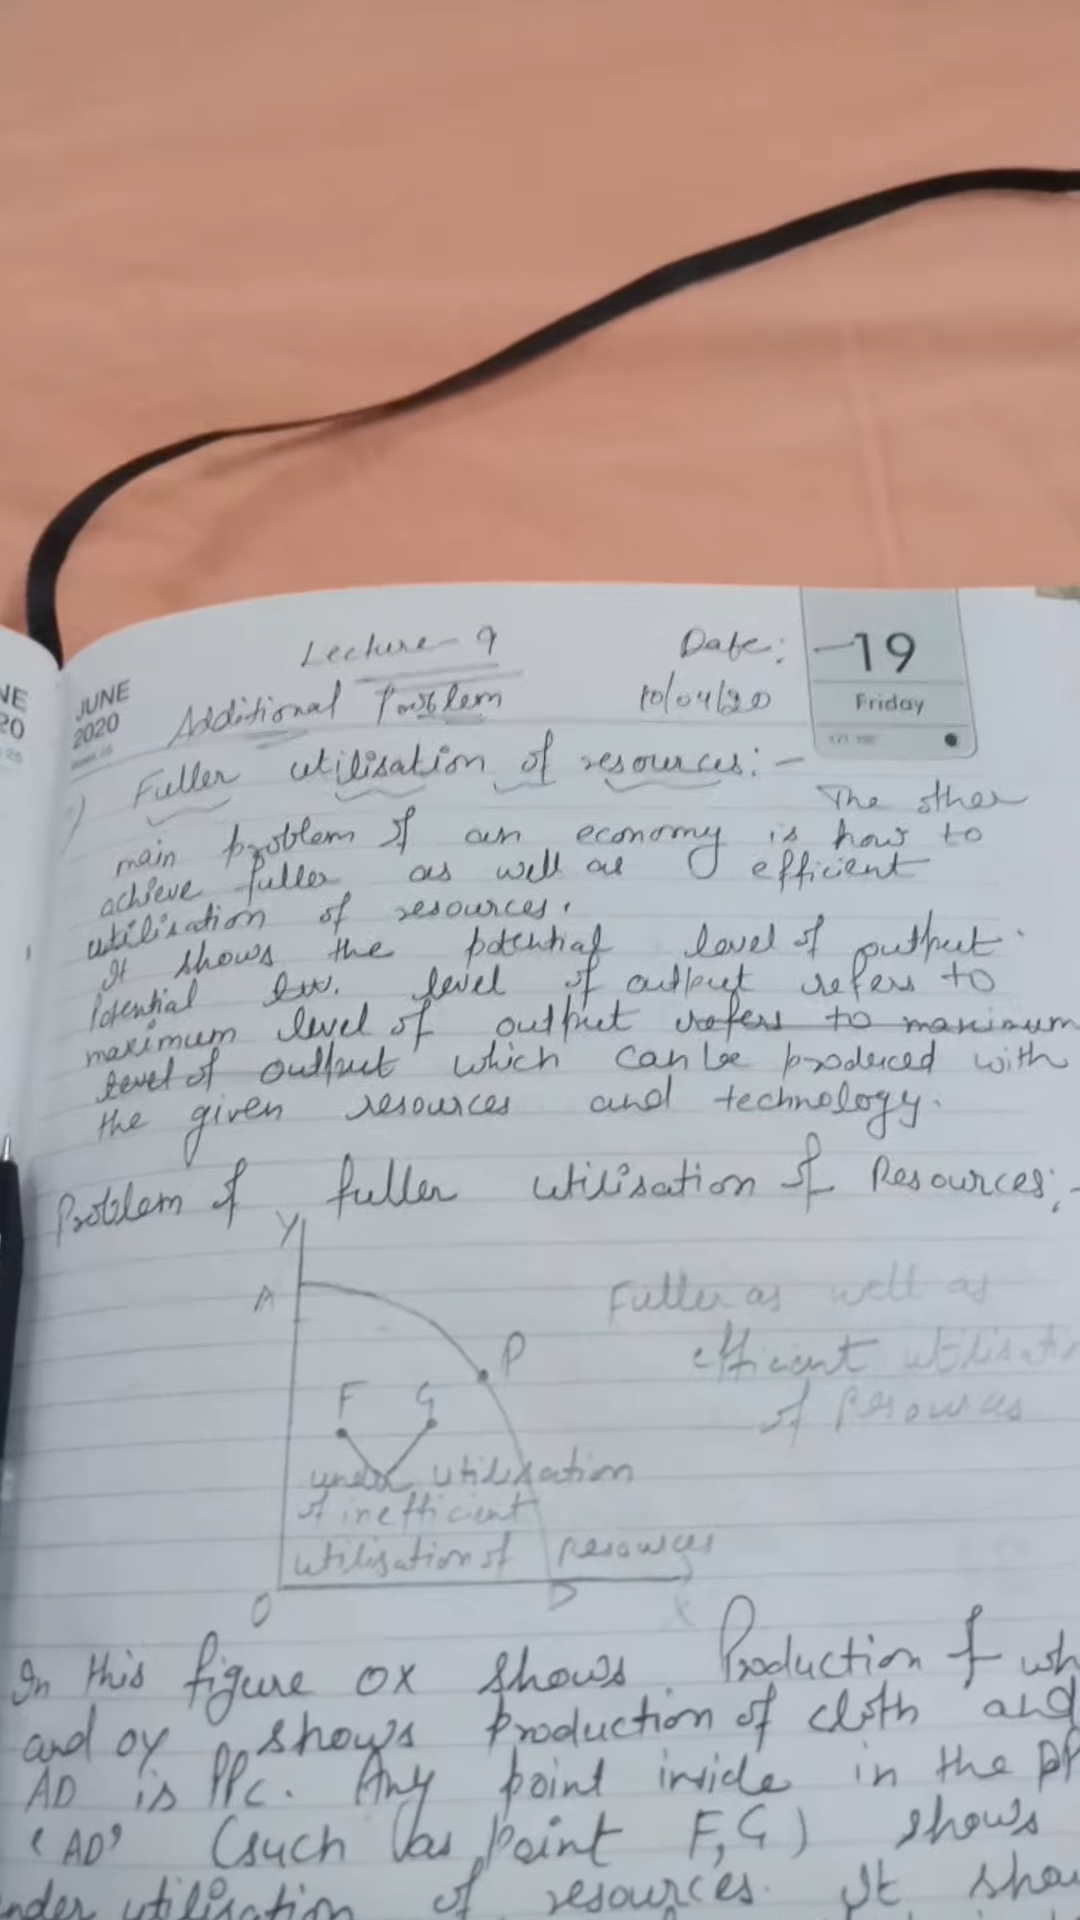 Lecture - 9
Date:
19
JUNE
2020
Additional Problem
10/04/20
Friday
Fuller utilisation of resources: -
The other
main problem of an economy is how to
achieve fuller as well as efficient
utilisation of resources.
It shows the potential level of output.
Potential level of output refers to
maximum level of output refers to maximum
level of output which can be produced with
the given resources and technology.
Problem of fuller utilisation of Resources: -
Y
A
P
Fuller as well as
efficient utilisati
of Resources
F G
under utilization
of inefficient
utilisation of resources
O D X
In this figure OX shows Production of wh
and OY shows production of cloth and
AD is PPC. Any point inside in the PP
'AD' (such as point F, G) shows
nder utilisation of resources. It shou